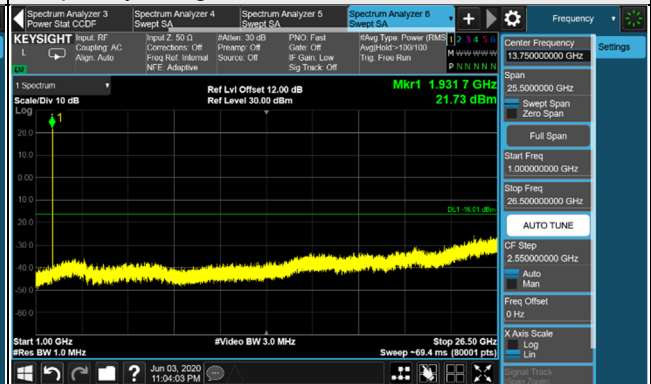 Spectrum Analyzer 3
Power Stat CCDF
Spectrum Analyzer 4
Swept SA
Spectrum Analyzer 5
Swept SA
Spectrum Analyzer 6
Swept SA
Frequency
KEYSIGHT
L
Input: RF
Coupling: AC
Align: Auto
Input Z: 50 Ω
Corrections: Off
Freq Ref: Internal
NFE: Adaptive
#Atten: 30 dB
Preamp: Off
Source: Off
PNO: Fast
Gate: Off
IF Gain: Low
Sig Track: Off
#Avg Type: Power (RMS
Avg|Hold:>100/100
Trig: Free Run
1 2 3 4 5 6
M W W W W W
P N N N N N
1 Spectrum
Scale/Div 10 dB
Log
Ref Lvl Offset 12.00 dB
Ref Level 30.00 dBm
Mkr1 1.931 7 GHz
21.73 dBm
1
20.0
10.0
0.00
-10.0
-20.0
-30.0
-40.0
-50.0
-60.0
DL1 -16.01 dBm
Start 1.00 GHz
#Res BW 1.0 MHz
#Video BW 3.0 MHz
Stop 26.50 GHz
Sweep ~69.4 ms (80001 pts)
Center Frequency
13.750000000 GHz
Settings
Span
25.5000000 GHz
Swept Span
Zero Span
Full Span
Start Freq
1.000000000 GHz
Stop Freq
26.500000000 GHz
AUTO TUNE
CF Step
2.550000000 GHz
Auto
Man
Freq Offset
0 Hz
X Axis Scale
Log
Lin
Signal Track
(Span Zoom)
?
Jun 03, 2020
11:04:03 PM